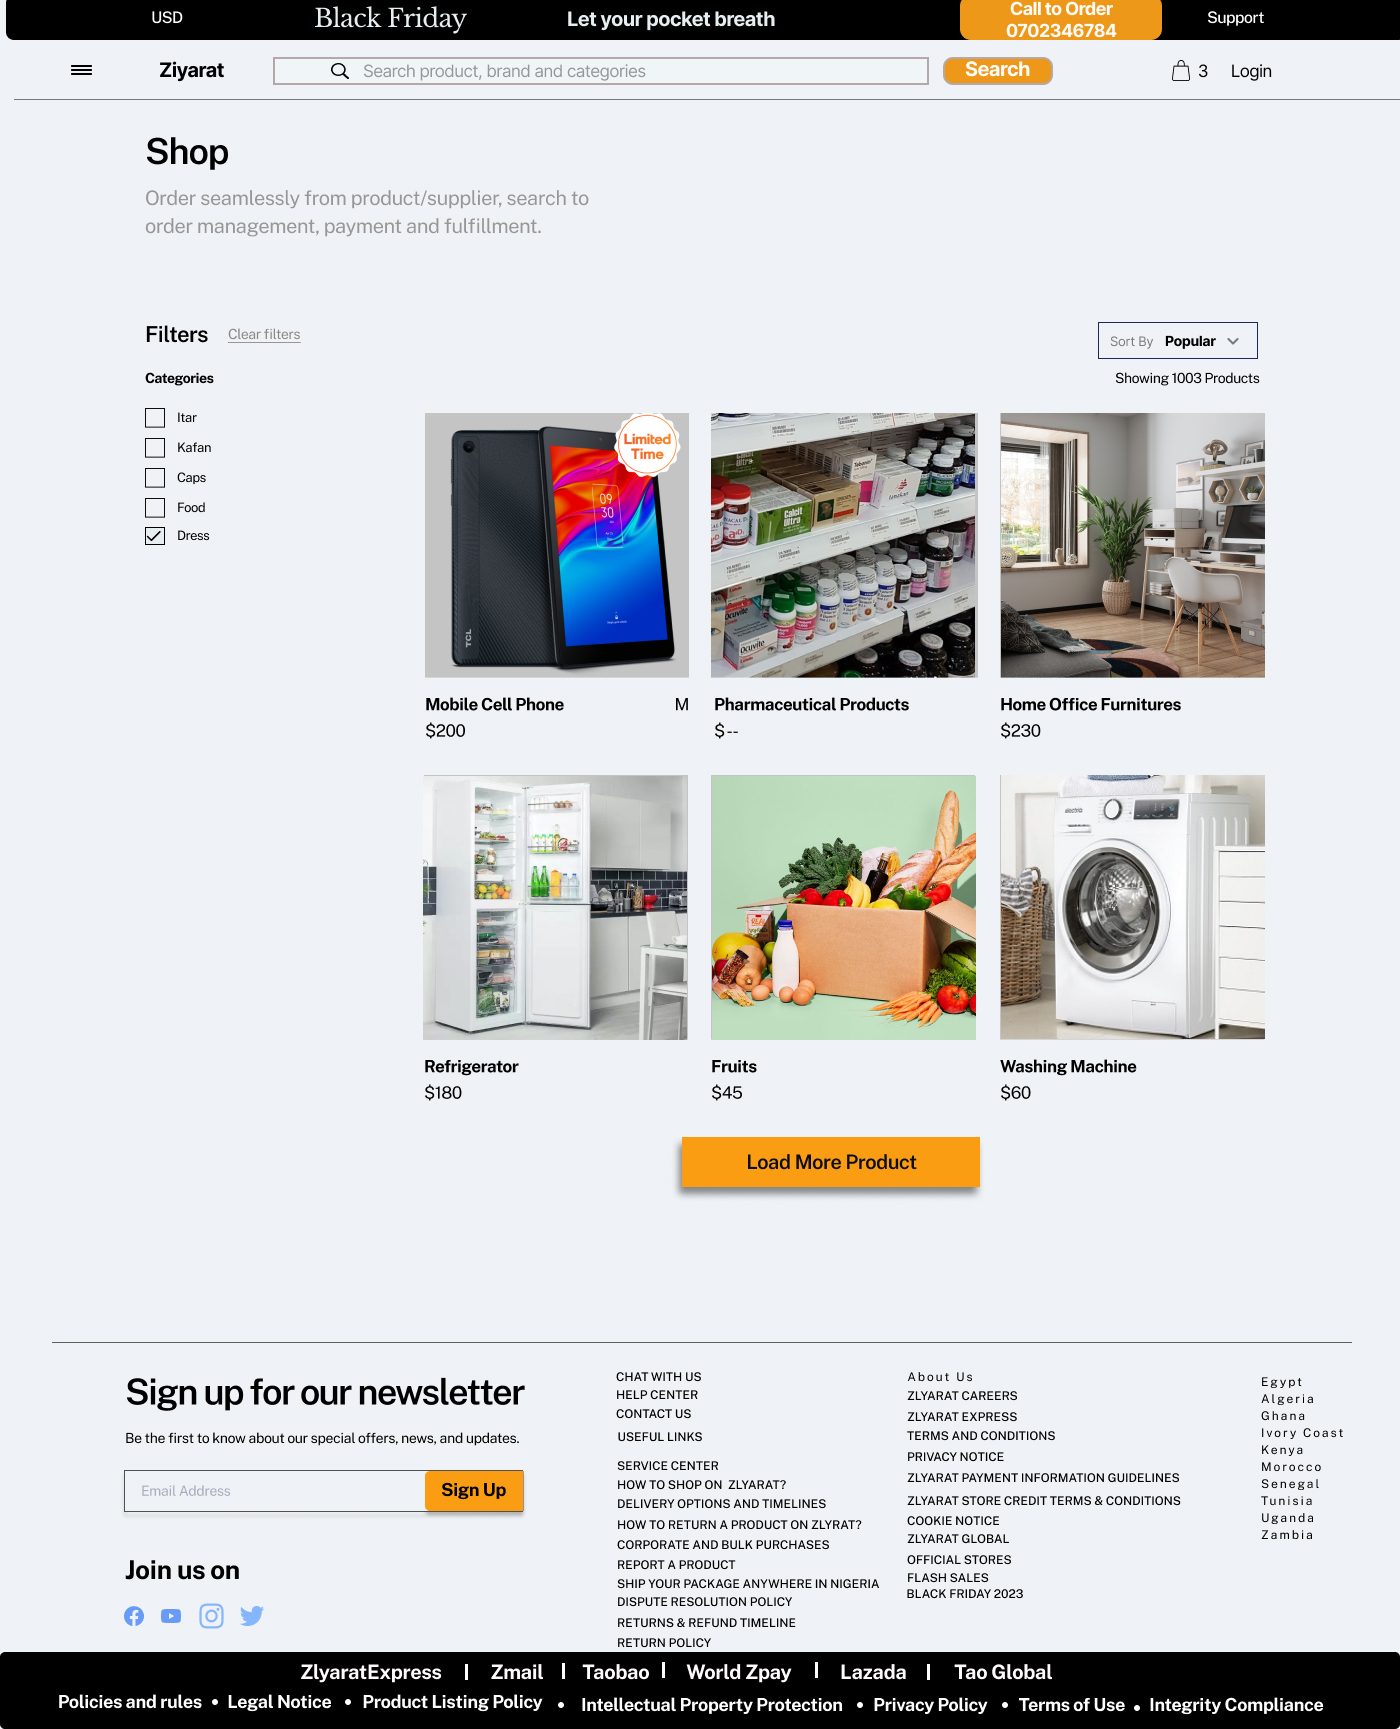 USD
Black Friday
Let your pocket breath
Call to Order
0702346784
Support
Ziyarat
Search product, brand and categories
Search
3
Login
Shop
Order seamlessly from product/supplier, search to
order management, payment and fulfillment.
Filters
Clear filters
Sort By Popular
Categories
Showing 1003 Products
Itar
Kafan
Caps
Food
Dress
Limited
Time
09
30
TCL
Calcit
Ultra
Ocuvite
Mobile Cell Phone
M
$200
Pharmaceutical Products
$--
Home Office Furnitures
$230
electriq
Refrigerator
$180
Fruits
$45
Washing Machine
$60
Load More Product
Sign up for our newsletter
Be the first to know about our special offers, news, and updates.
Email Address
Sign Up
Join us on
CHAT WITH US
HELP CENTER
CONTACT US
USEFUL LINKS
SERVICE CENTER
HOW TO SHOP ON ZLYARAT?
DELIVERY OPTIONS AND TIMELINES
HOW TO RETURN A PRODUCT ON ZLYRAT?
CORPORATE AND BULK PURCHASES
REPORT A PRODUCT
SHIP YOUR PACKAGE ANYWHERE IN NIGERIA
DISPUTE RESOLUTION POLICY
RETURNS & REFUND TIMELINE
RETURN POLICY
About Us
ZLYARAT CAREERS
ZLYARAT EXPRESS
TERMS AND CONDITIONS
PRIVACY NOTICE
ZLYARAT PAYMENT INFORMATION GUIDELINES
ZLYARAT STORE CREDIT TERMS & CONDITIONS
COOKIE NOTICE
ZLYARAT GLOBAL
OFFICIAL STORES
FLASH SALES
BLACK FRIDAY 2023
Egypt
Algeria
Ghana
Ivory Coast
Kenya
Morocco
Senegal
Tunisia
Uganda
Zambia
ZlyaratExpress | Zmail | Taobao | World Zpay | Lazada | Tao Global
Policies and rules • Legal Notice • Product Listing Policy • Intellectual Property Protection • Privacy Policy • Terms of Use • Integrity Compliance